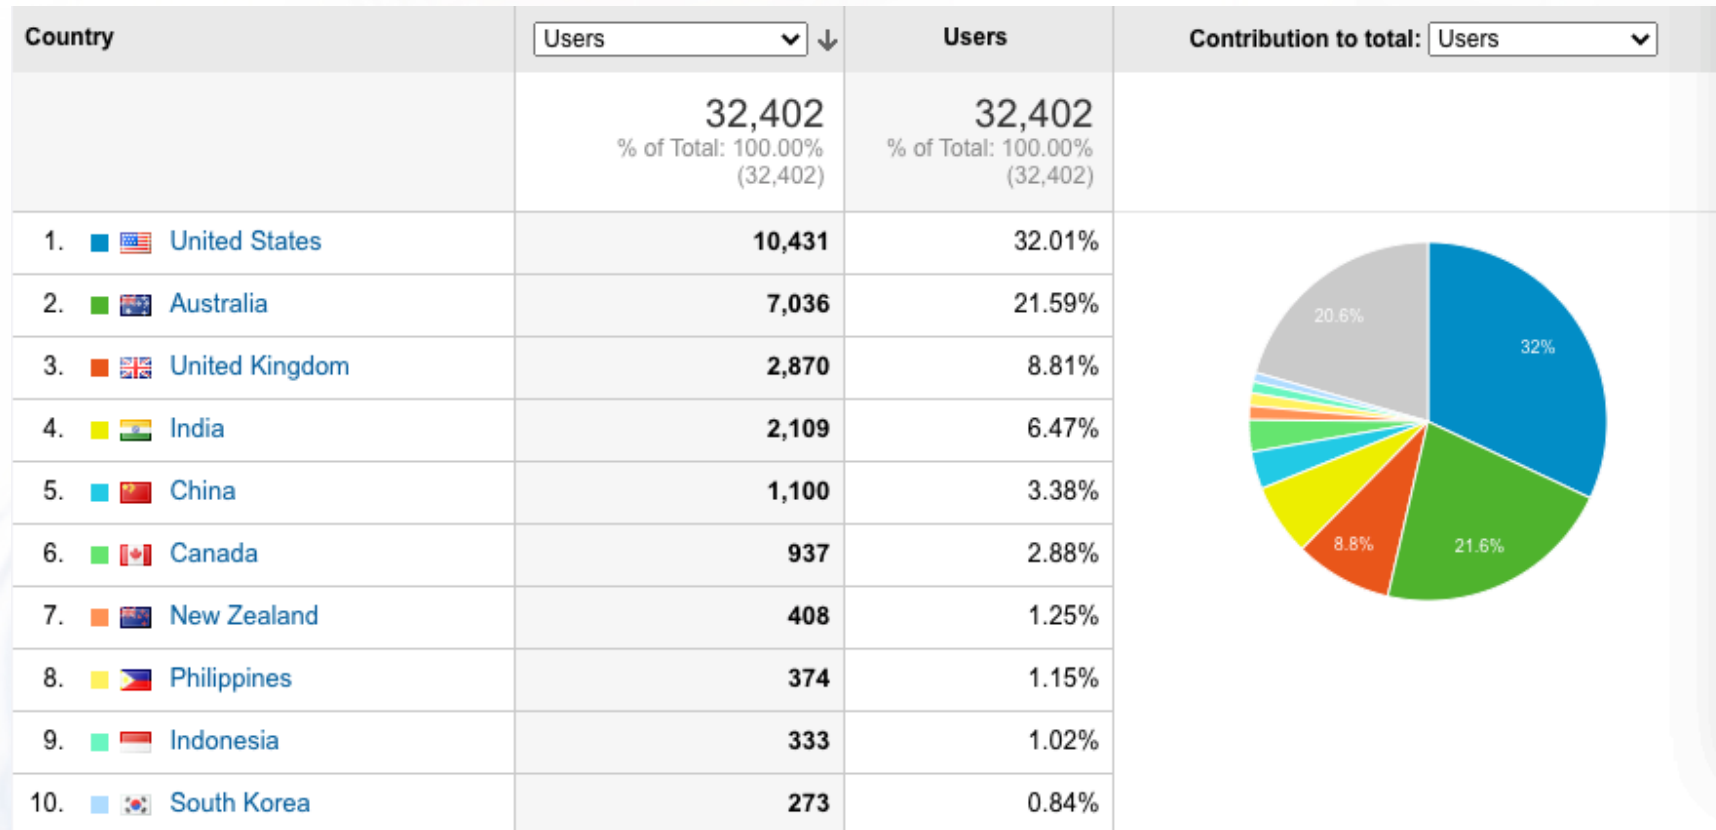 Country Users Users Contribution to total: Users
32,402 32,402
% of Total: 100.00% % of Total: 100.00%
(32,402) (32,402)
1. United States 10,431 32.01%
2. Australia 7,036 21.59%
3. United Kingdom 2,870 8.81%
4. India 2,109 6.47%
5. China 1,100 3.38%
6. Canada 937 2.88%
7. New Zealand 408 1.25%
8. Philippines 374 1.15%
9. Indonesia 333 1.02%
10. South Korea 273 0.84%
20.6%
32%
8.8%
21.6%